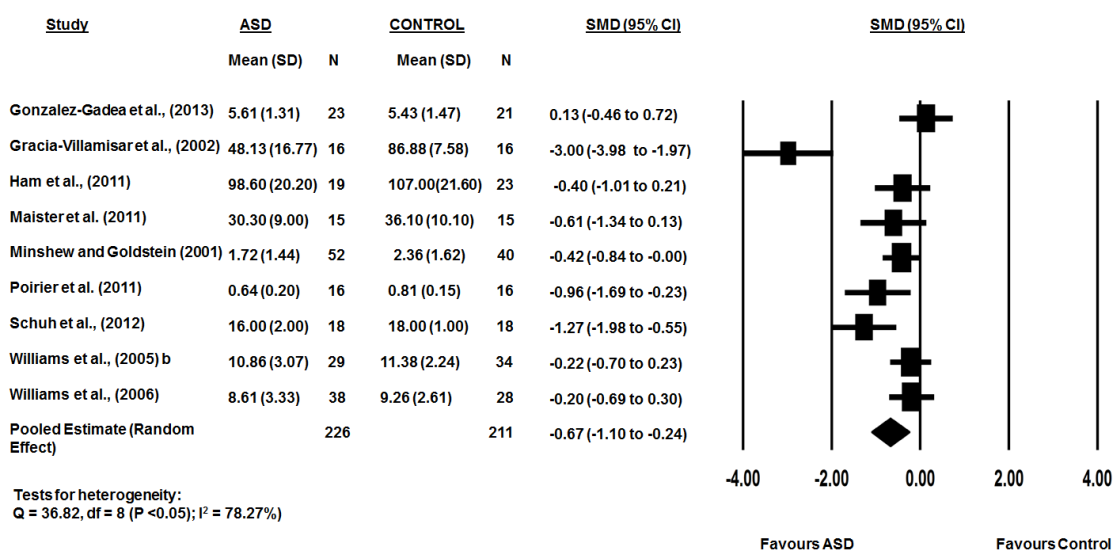 Study ASD CONTROL SMD (95% CI) SMD (95% CI)
Mean (SD) N Mean (SD) N
Gonzalez-Gadea et al., (2013) 5.61 (1.31) 23 5.43 (1.47) 21 0.13 (-0.46 to 0.72)
Gracia-Villamisar et al., (2002) 48.13 (16.77) 16 86.88 (7.58) 16 -3.00 (-3.98 to -1.97)
Ham et al., (2011) 98.60 (20.20) 19 107.00 (21.60) 23 -0.40 (-1.01 to 0.21)
Maister et al. (2011) 30.30 (9.00) 15 36.10 (10.10) 15 -0.61 (-1.34 to 0.13)
Minshew and Goldstein (2001) 1.72 (1.44) 52 2.36 (1.62) 40 -0.42 (-0.84 to -0.00)
Poirier et al. (2011) 0.64 (0.20) 16 0.81 (0.15) 16 -0.96 (-1.69 to -0.23)
Schuh et al., (2012) 16.00 (2.00) 18 18.00 (1.00) 18 -1.27 (-1.98 to -0.55)
Williams et al., (2005) b 10.86 (3.07) 29 11.38 (2.24) 34 -0.22 (-0.70 to 0.23)
Williams et al., (2006) 8.61 (3.33) 38 9.26 (2.61) 28 -0.20 (-0.69 to 0.30)
Pooled Estimate (Random 226 211 -0.67 (-1.10 to -0.24)
Effect)
-4.00 -2.00 0.00 2.00 4.00
Tests for heterogeneity:
Q = 36.82, df = 8 (P <0.05); I² = 78.27%)
Favours ASD Favours Control